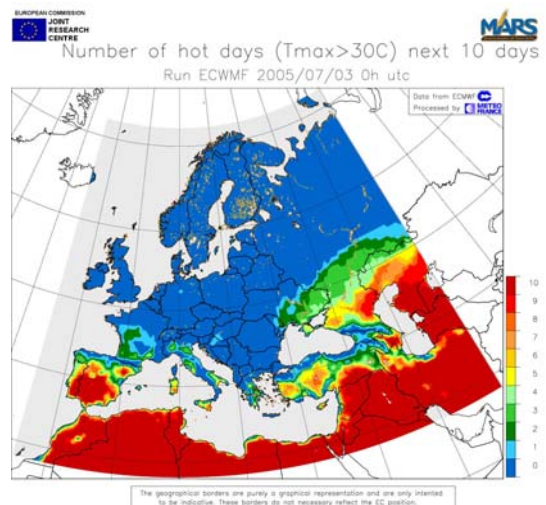 EUROPEAN COMMISSION
JOINT
RESEARCH
CENTRE
MARS
Number of hot days (Tmax>30C) next 10 days
Run ECWMF 2005/07/03 0h utc
Data from ECMWF
Processed by METEO
FRANCE
10
9
8
7
6
5
4
3
2
1
0
The geographical borders are purely a graphical representation and are only intended
to be indicative. These borders do not necessary reflect the EC position.